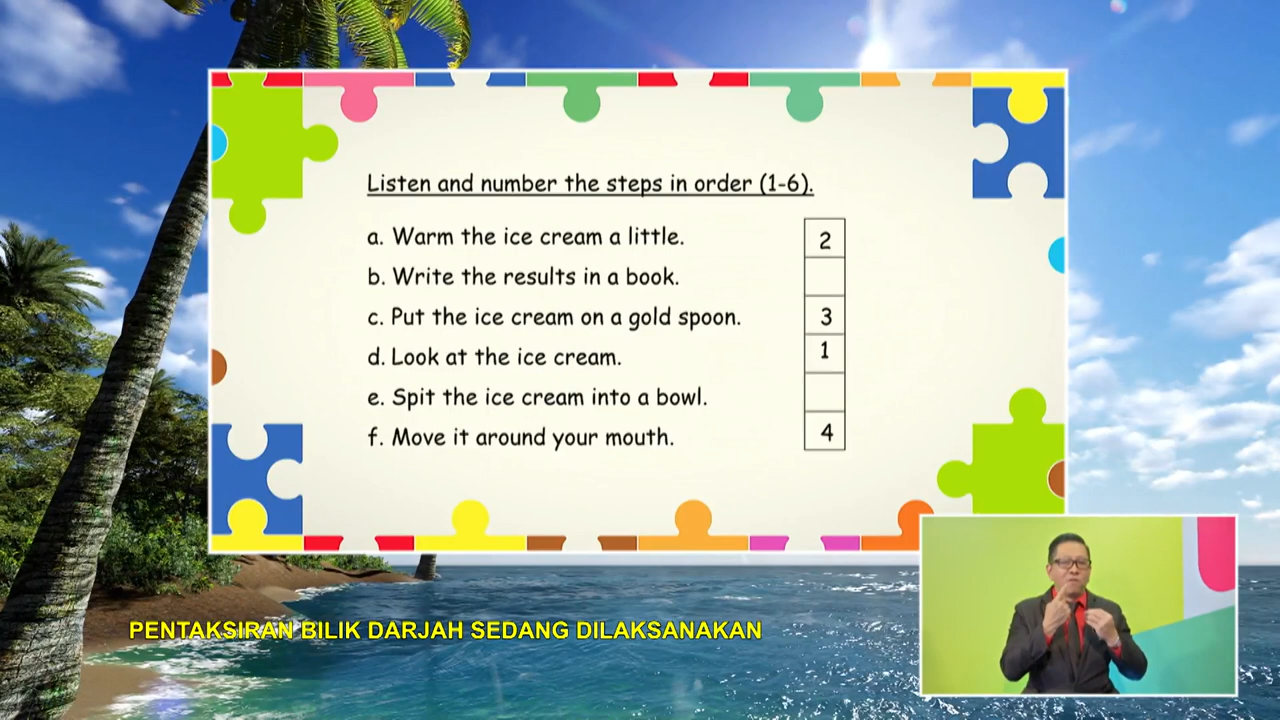 Listen and number the steps in order (1-6).
a. Warm the ice cream a little. 2
b. Write the results in a book.
c. Put the ice cream on a gold spoon. 3
d. Look at the ice cream. 1
e. Spit the ice cream into a bowl.
f. Move it around your mouth. 4
PENTAKSIRAN BILIK DARJAH SEDANG DILAKSANAKAN